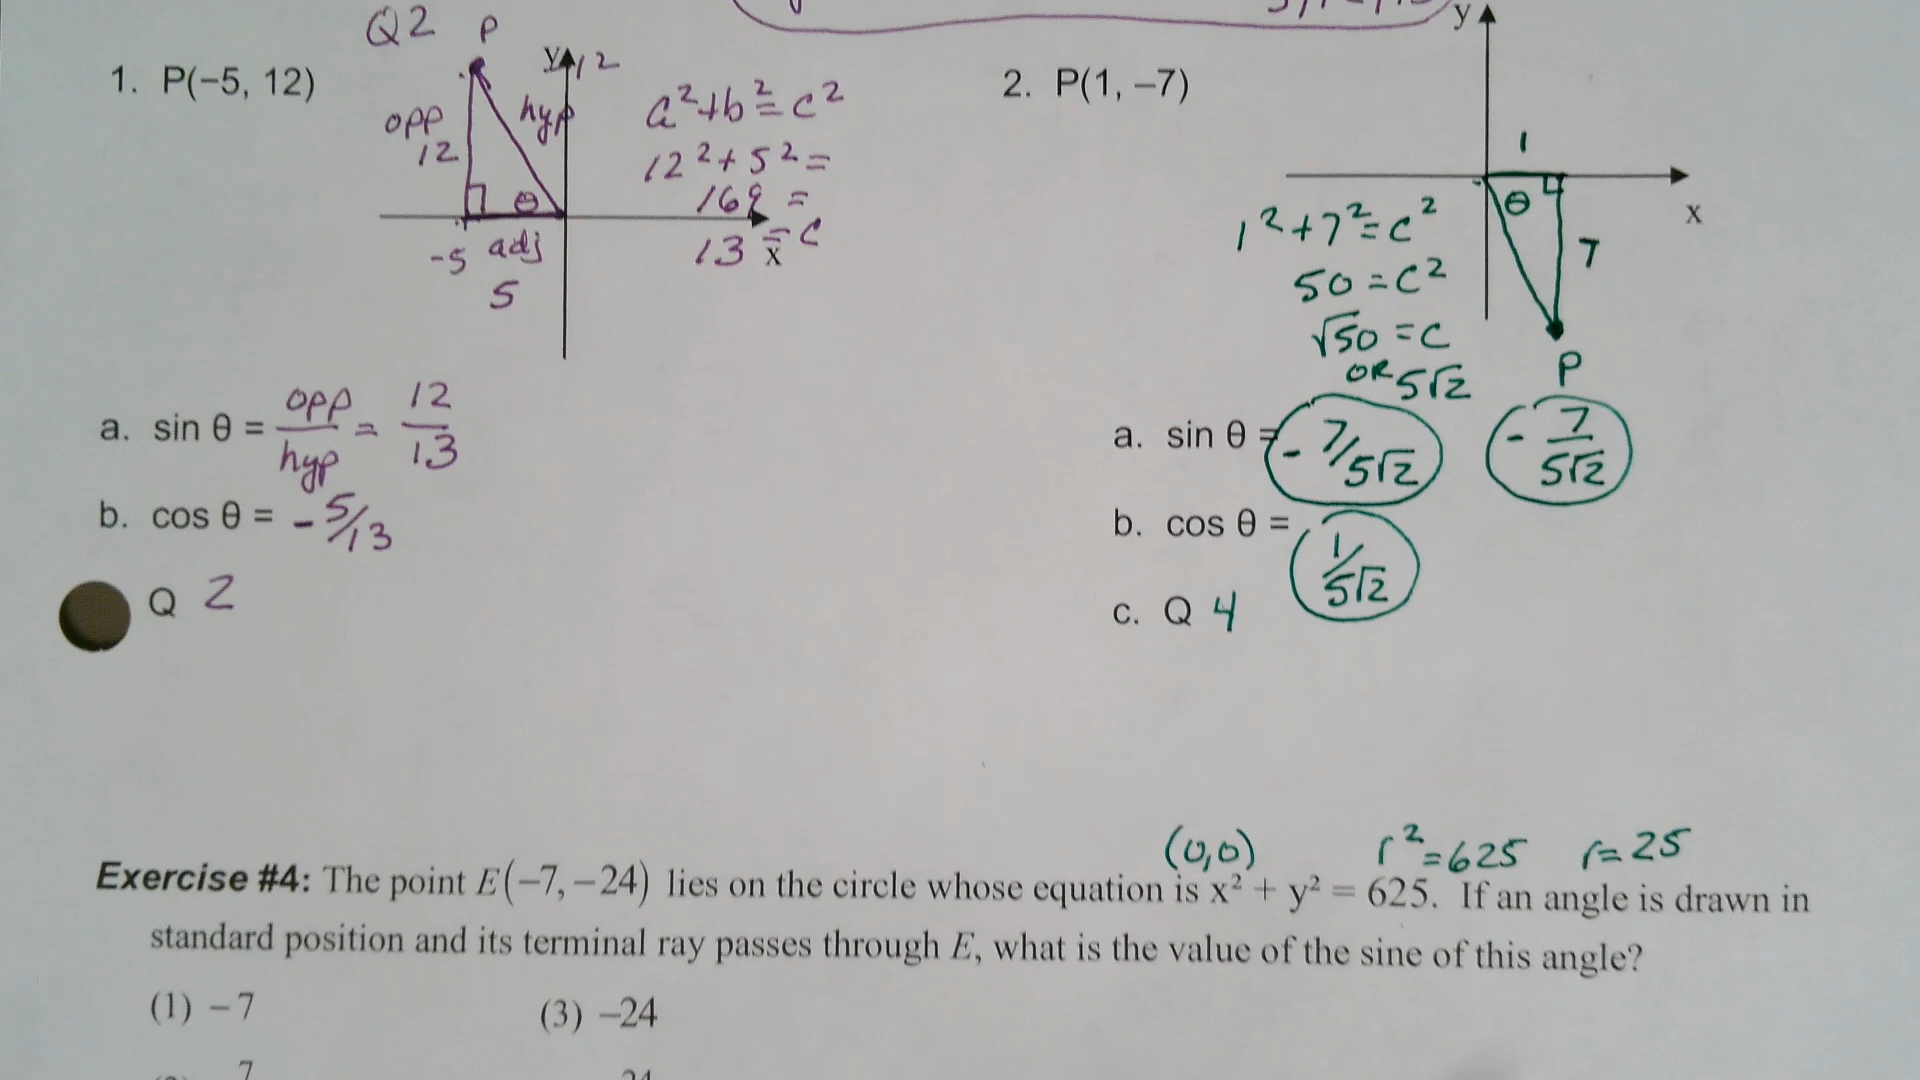 Q2 P
1. P(−5, 12)
y 12
opp
12
hyp
θ
-5 adj
5
x
a²+b²=c²
12²+5²=
169 =
13 = c
a. sin θ = opp/hyp = 12/13
b. cos θ = - 5/13
Q 2
2. P(1, −7)
y
1
θ
x
7
P
1²+7²=c²
50=c²
√50 =c
OR 5√2
a. sin θ = - 7/5√2 - 7/5√2
b. cos θ = 1/5√2
c. Q 4
(0,0) r²=625 r=25
Exercise #4: The point E(−7, −24) lies on the circle whose equation is x² + y² = 625. If an angle is drawn in
standard position and its terminal ray passes through E, what is the value of the sine of this angle?
(1) −7 (3) −24
7 24